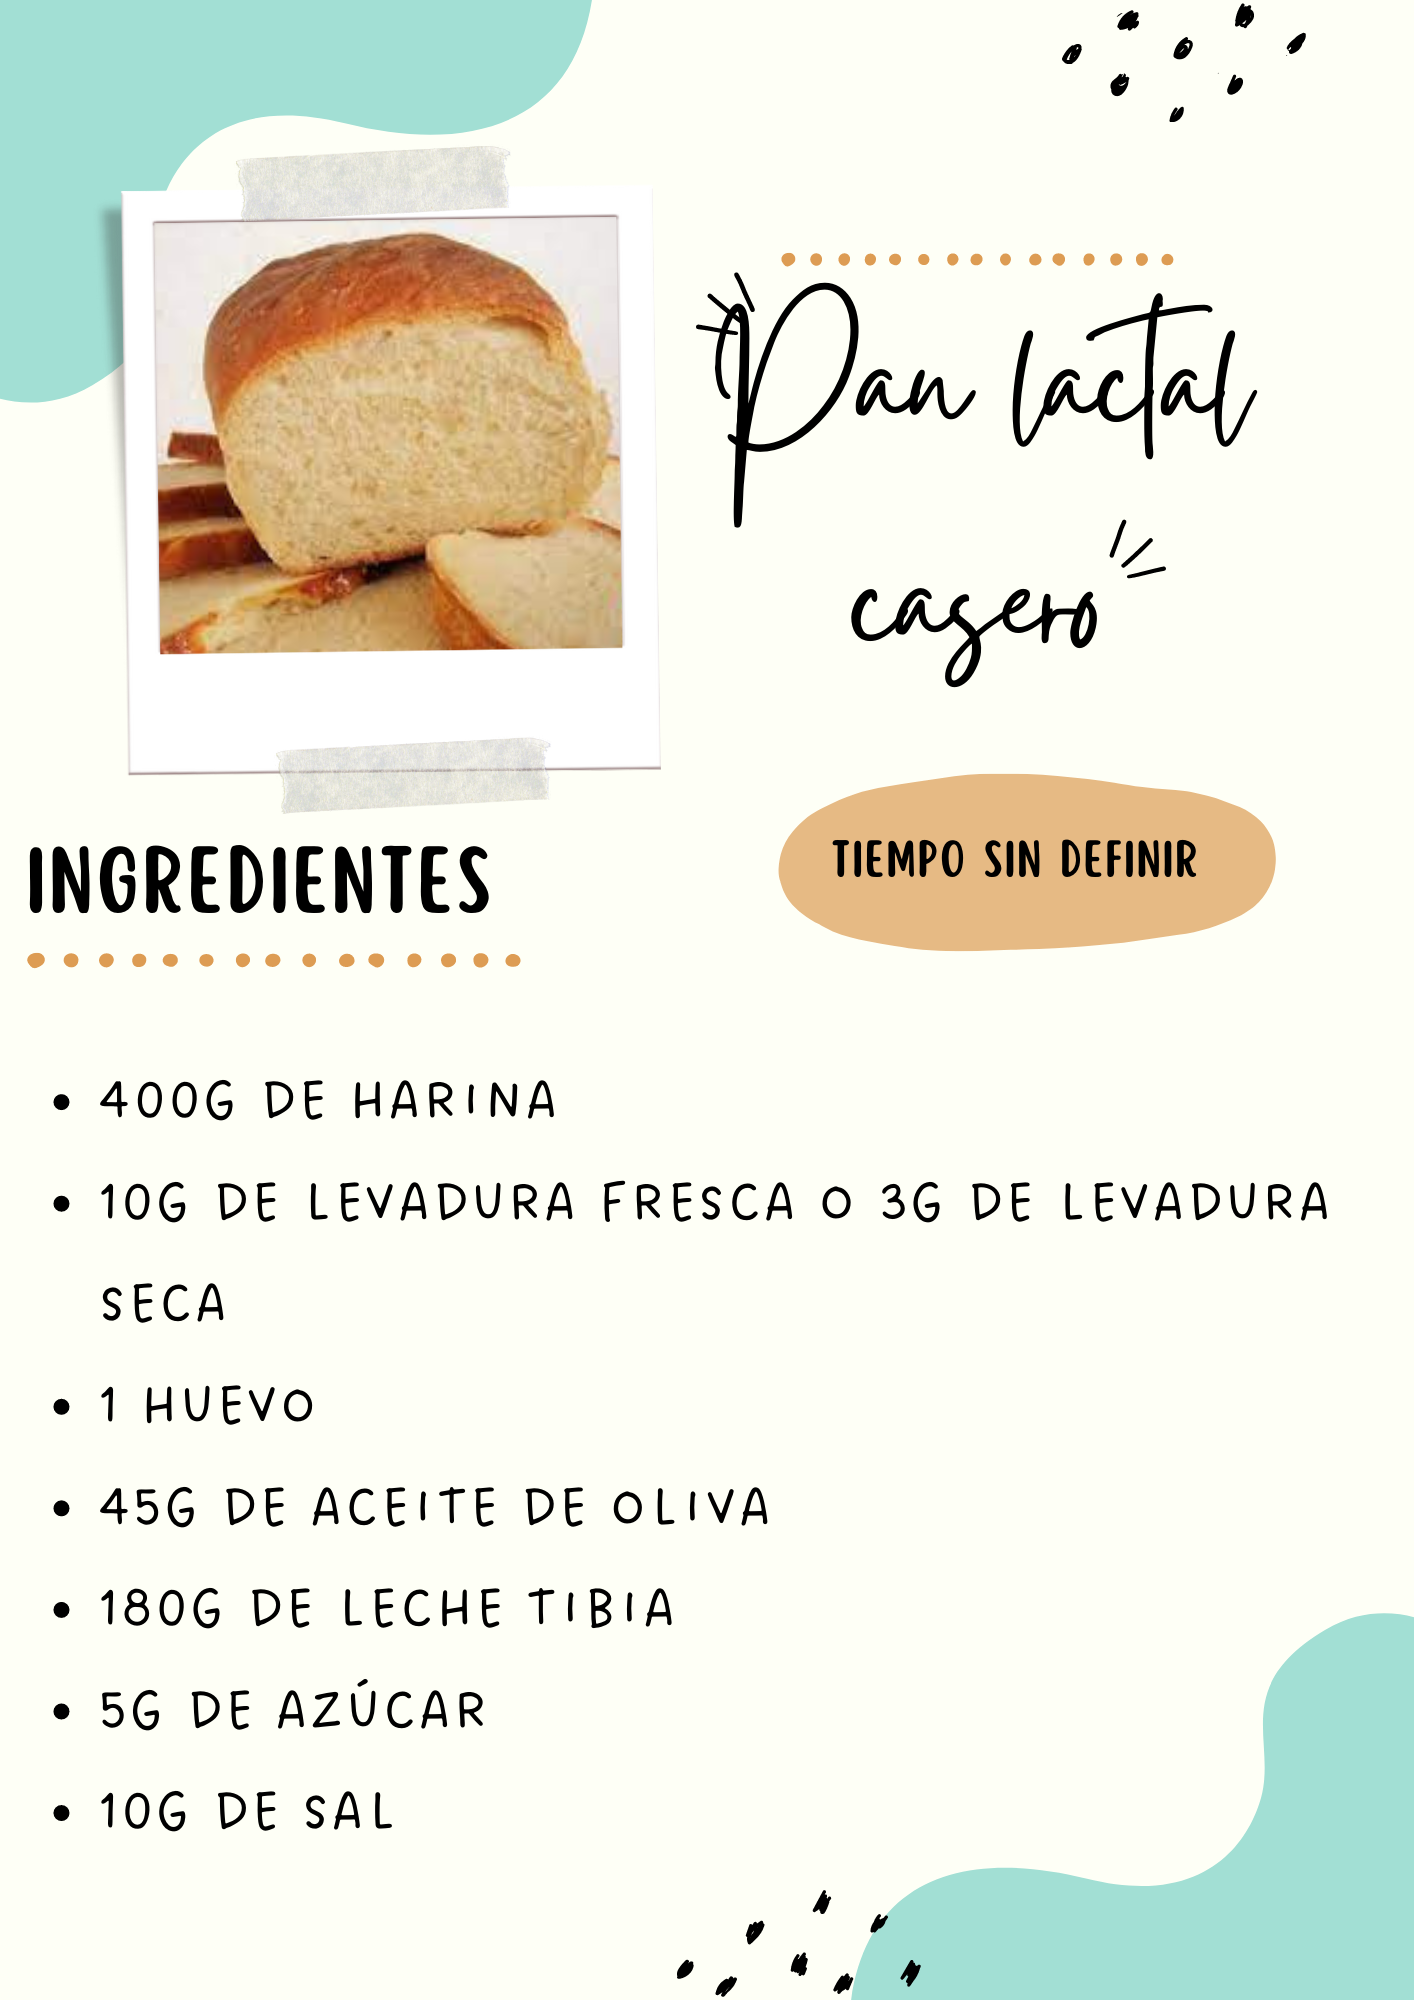 Pan lactal
casero
TIEMPO SIN DEFINIR
INGREDIENTES
400G DE HARINA
10G DE LEVADURA FRESCA O 3G DE LEVADURA
SECA
1 HUEVO
45G DE ACEITE DE OLIVA
180G DE LECHE TIBIA
5G DE AZÚCAR
10G DE SAL